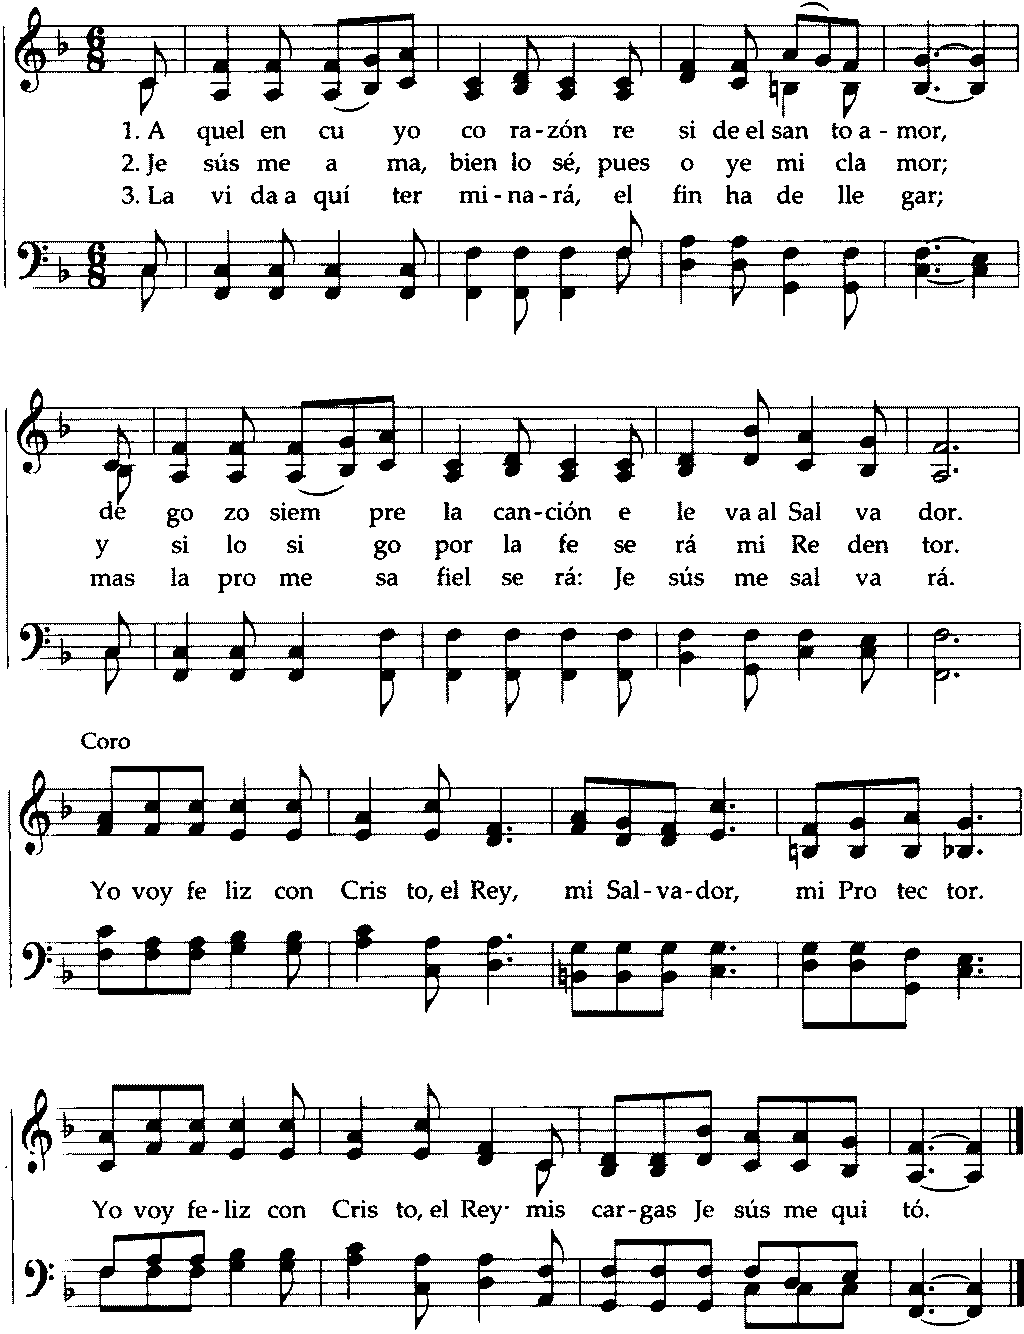 1. A quel en cu yo co ra-zón re si de el san to a-mor,
2. Je sús me a ma, bien lo sé, pues o ye mi cla mor;
3. La vi da a quí ter mi-na-rá, el fin ha de lle gar;
de go zo siem pre la can-ción e le va al Sal va dor.
y si lo si go por la fe se rá mi Re den tor.
mas la pro me sa fiel se rá: Je sús me sal va rá.
Coro
Yo voy fe liz con Cris to, el Rey, mi Sal-va-dor, mi Pro tec tor.
Yo voy fe-liz con Cris to, el Rey· mis car-gas Je sús me qui tó.